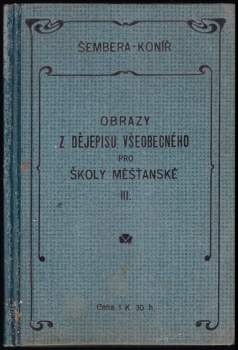 ŠEMBERA-KONÍŘ
OBRAZY
Z DĚJEPISU VŠEOBECNÉHO
PRO
ŠKOLY MĚŠŤANSKÉ
III.
Cena 1 K 30 h.